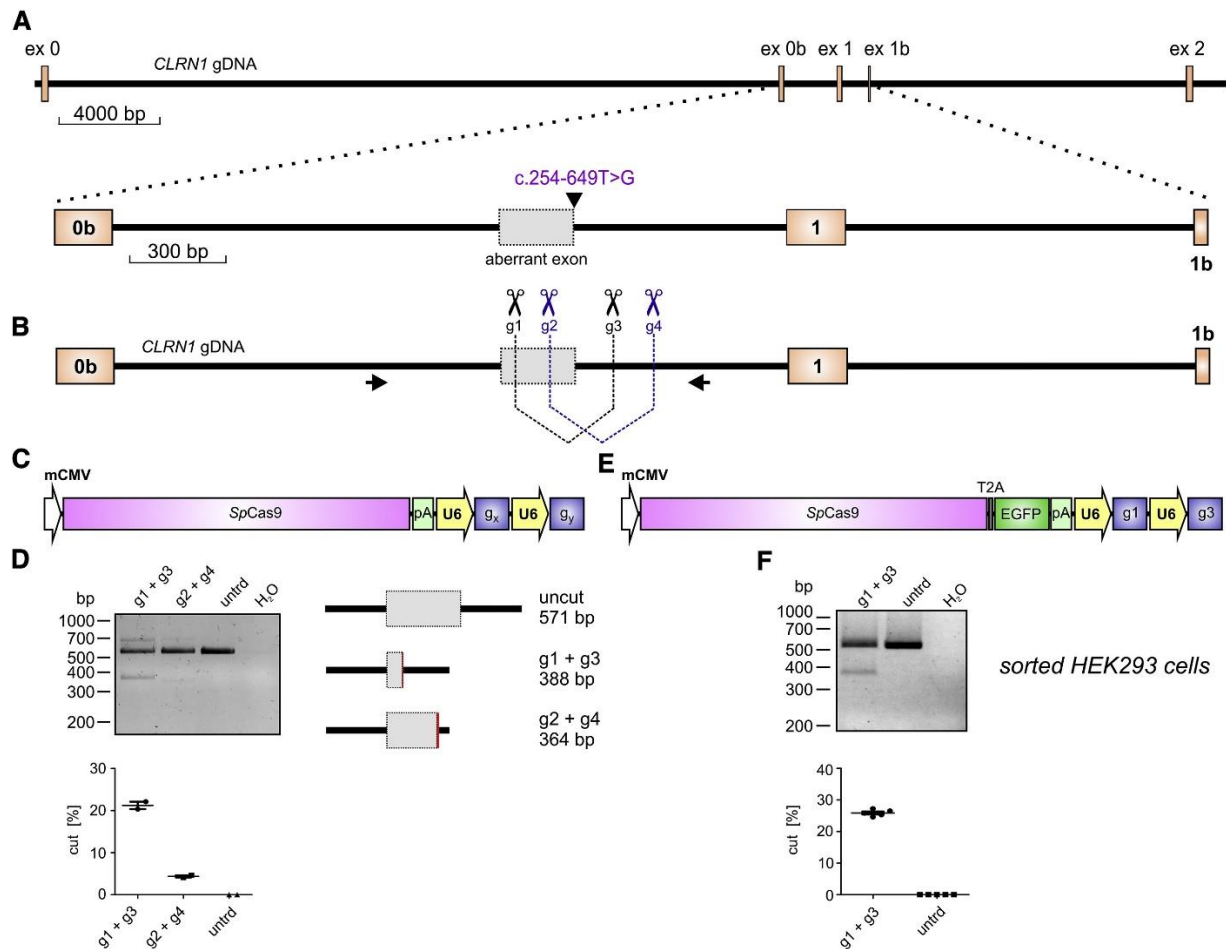 A
ex 0
ex 0b
ex 1
ex 1b
ex 2
CLRN1 gDNA
4000 bp
c.254-649T>G
0b
1
300 bp
aberrant exon
1b
B
g1
g2
g3
g4
CLRN1 gDNA
0b
1
1b
C
mCMV
SpCas9
pA
U6
gx
U6
gy
E
mCMV
SpCas9
T2A
EGFP
pA
U6
g1
U6
g3
D
bp
g1 + g3
g2 + g4
untrd
H₂O
1000
700
500
400
300
200
uncut
571 bp
g1 + g3
388 bp
g2 + g4
364 bp
cut [%]
30
20
10
0
g1 + g3
g2 + g4
untrd
F
bp
g1 + g3
untrd
H₂O
1000
700
500
400
300
200
sorted HEK293 cells
cut [%]
40
30
20
10
0
g1 + g3
untrd